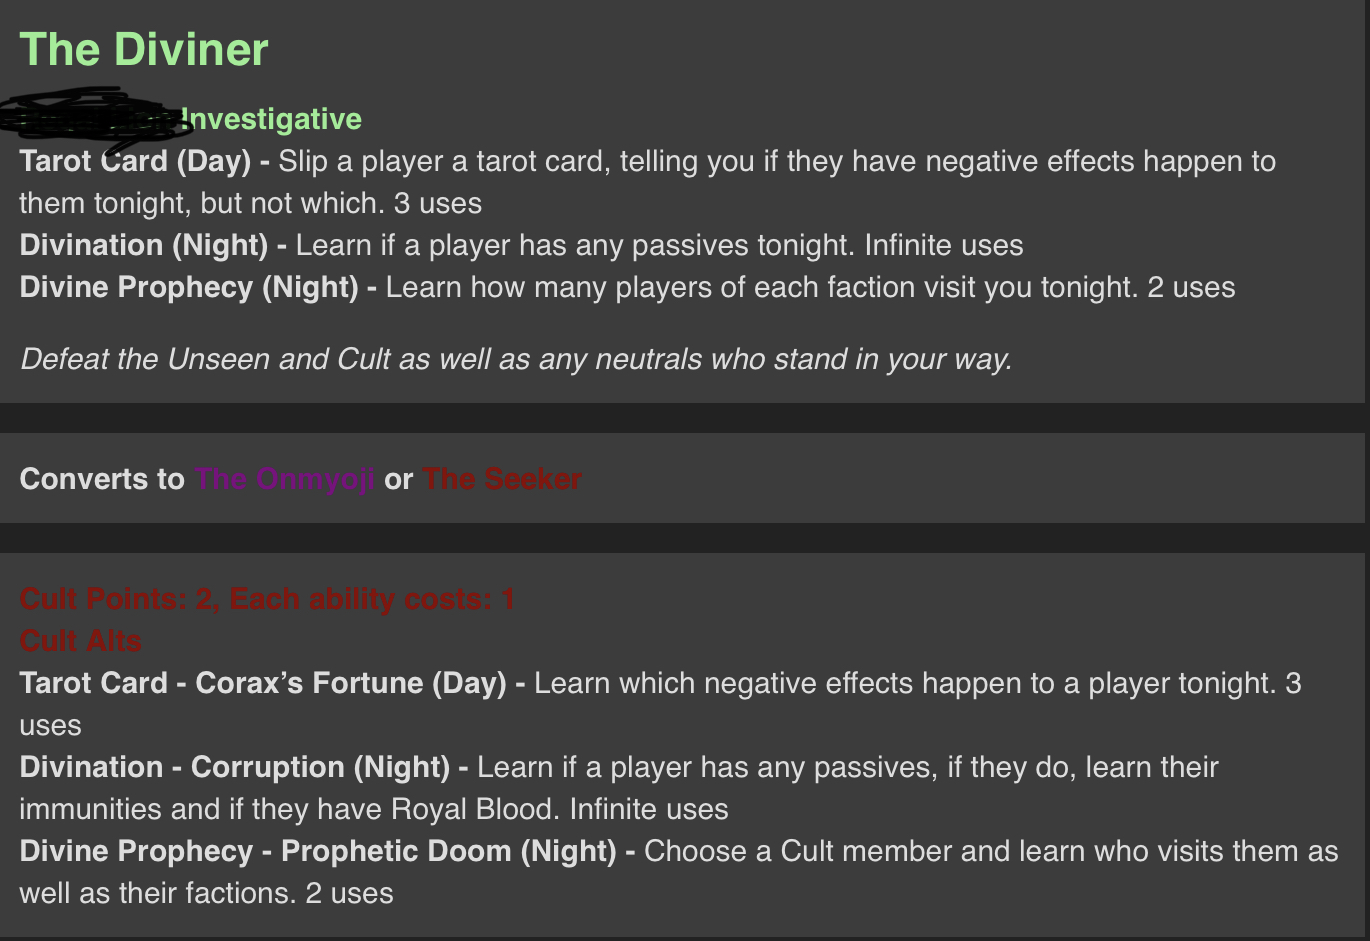 The Diviner
Investigative
Tarot Card (Day) - Slip a player a tarot card, telling you if they have negative effects happen to
them tonight, but not which. 3 uses
Divination (Night) - Learn if a player has any passives tonight. Infinite uses
Divine Prophecy (Night) - Learn how many players of each faction visit you tonight. 2 uses
Defeat the Unseen and Cult as well as any neutrals who stand in your way.
Converts to The Onmyoji or The Seeker
Cult Points: 2, Each ability costs: 1
Cult Alts
Tarot Card - Corax’s Fortune (Day) - Learn which negative effects happen to a player tonight. 3
uses
Divination - Corruption (Night) - Learn if a player has any passives, if they do, learn their
immunities and if they have Royal Blood. Infinite uses
Divine Prophecy - Prophetic Doom (Night) - Choose a Cult member and learn who visits them as
well as their factions. 2 uses